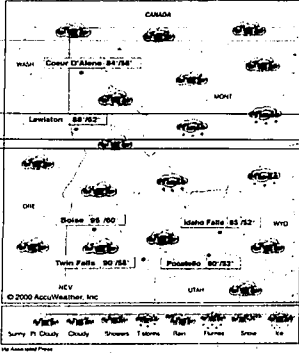 CANADA
WASH
Coeur D'Alene 84°/56°
MONT
Lewiston 88°/62°
ORE
Boise 95°/60°
Idaho Falls 85°/52°
WYO
Twin Falls 90°/58°
Pocatello 90°/53°
NEV
UTAH
© 2000 AccuWeather, Inc
Sunny Pt. Cloudy Cloudy Showers T-storms Rain Flurries Snow Ice
Via Associated Press